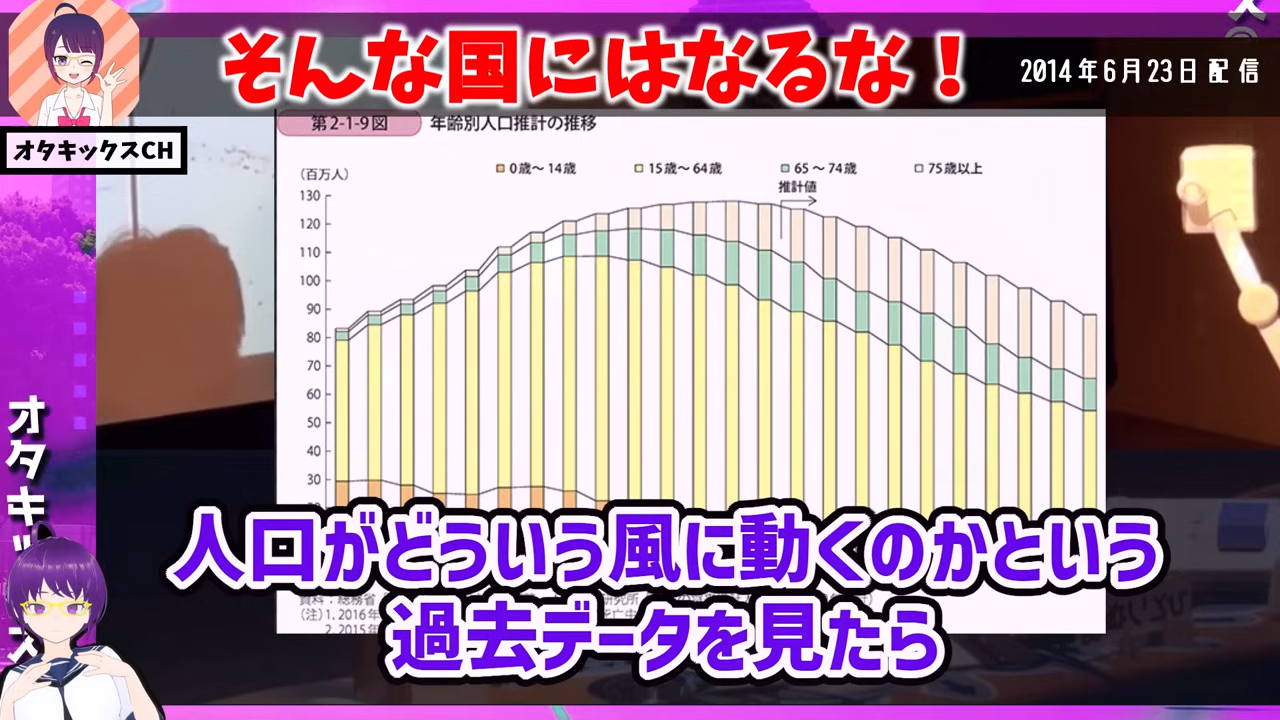 そんな国にはなるな！
2014年6月23日配信
オタキックスCH
第2-1-9図 年齢別人口推計の推移
（百万人）
0歳〜14歳 15歳〜64歳 65〜74歳 75歳以上
推計値
130
120
110
100
90
80
70
60
50
40
30
人口がどういう風に動くのかという
過去データを見たら
資料：総務省
研究所
（注）1. 2016年
2. 2015年
オタキックス